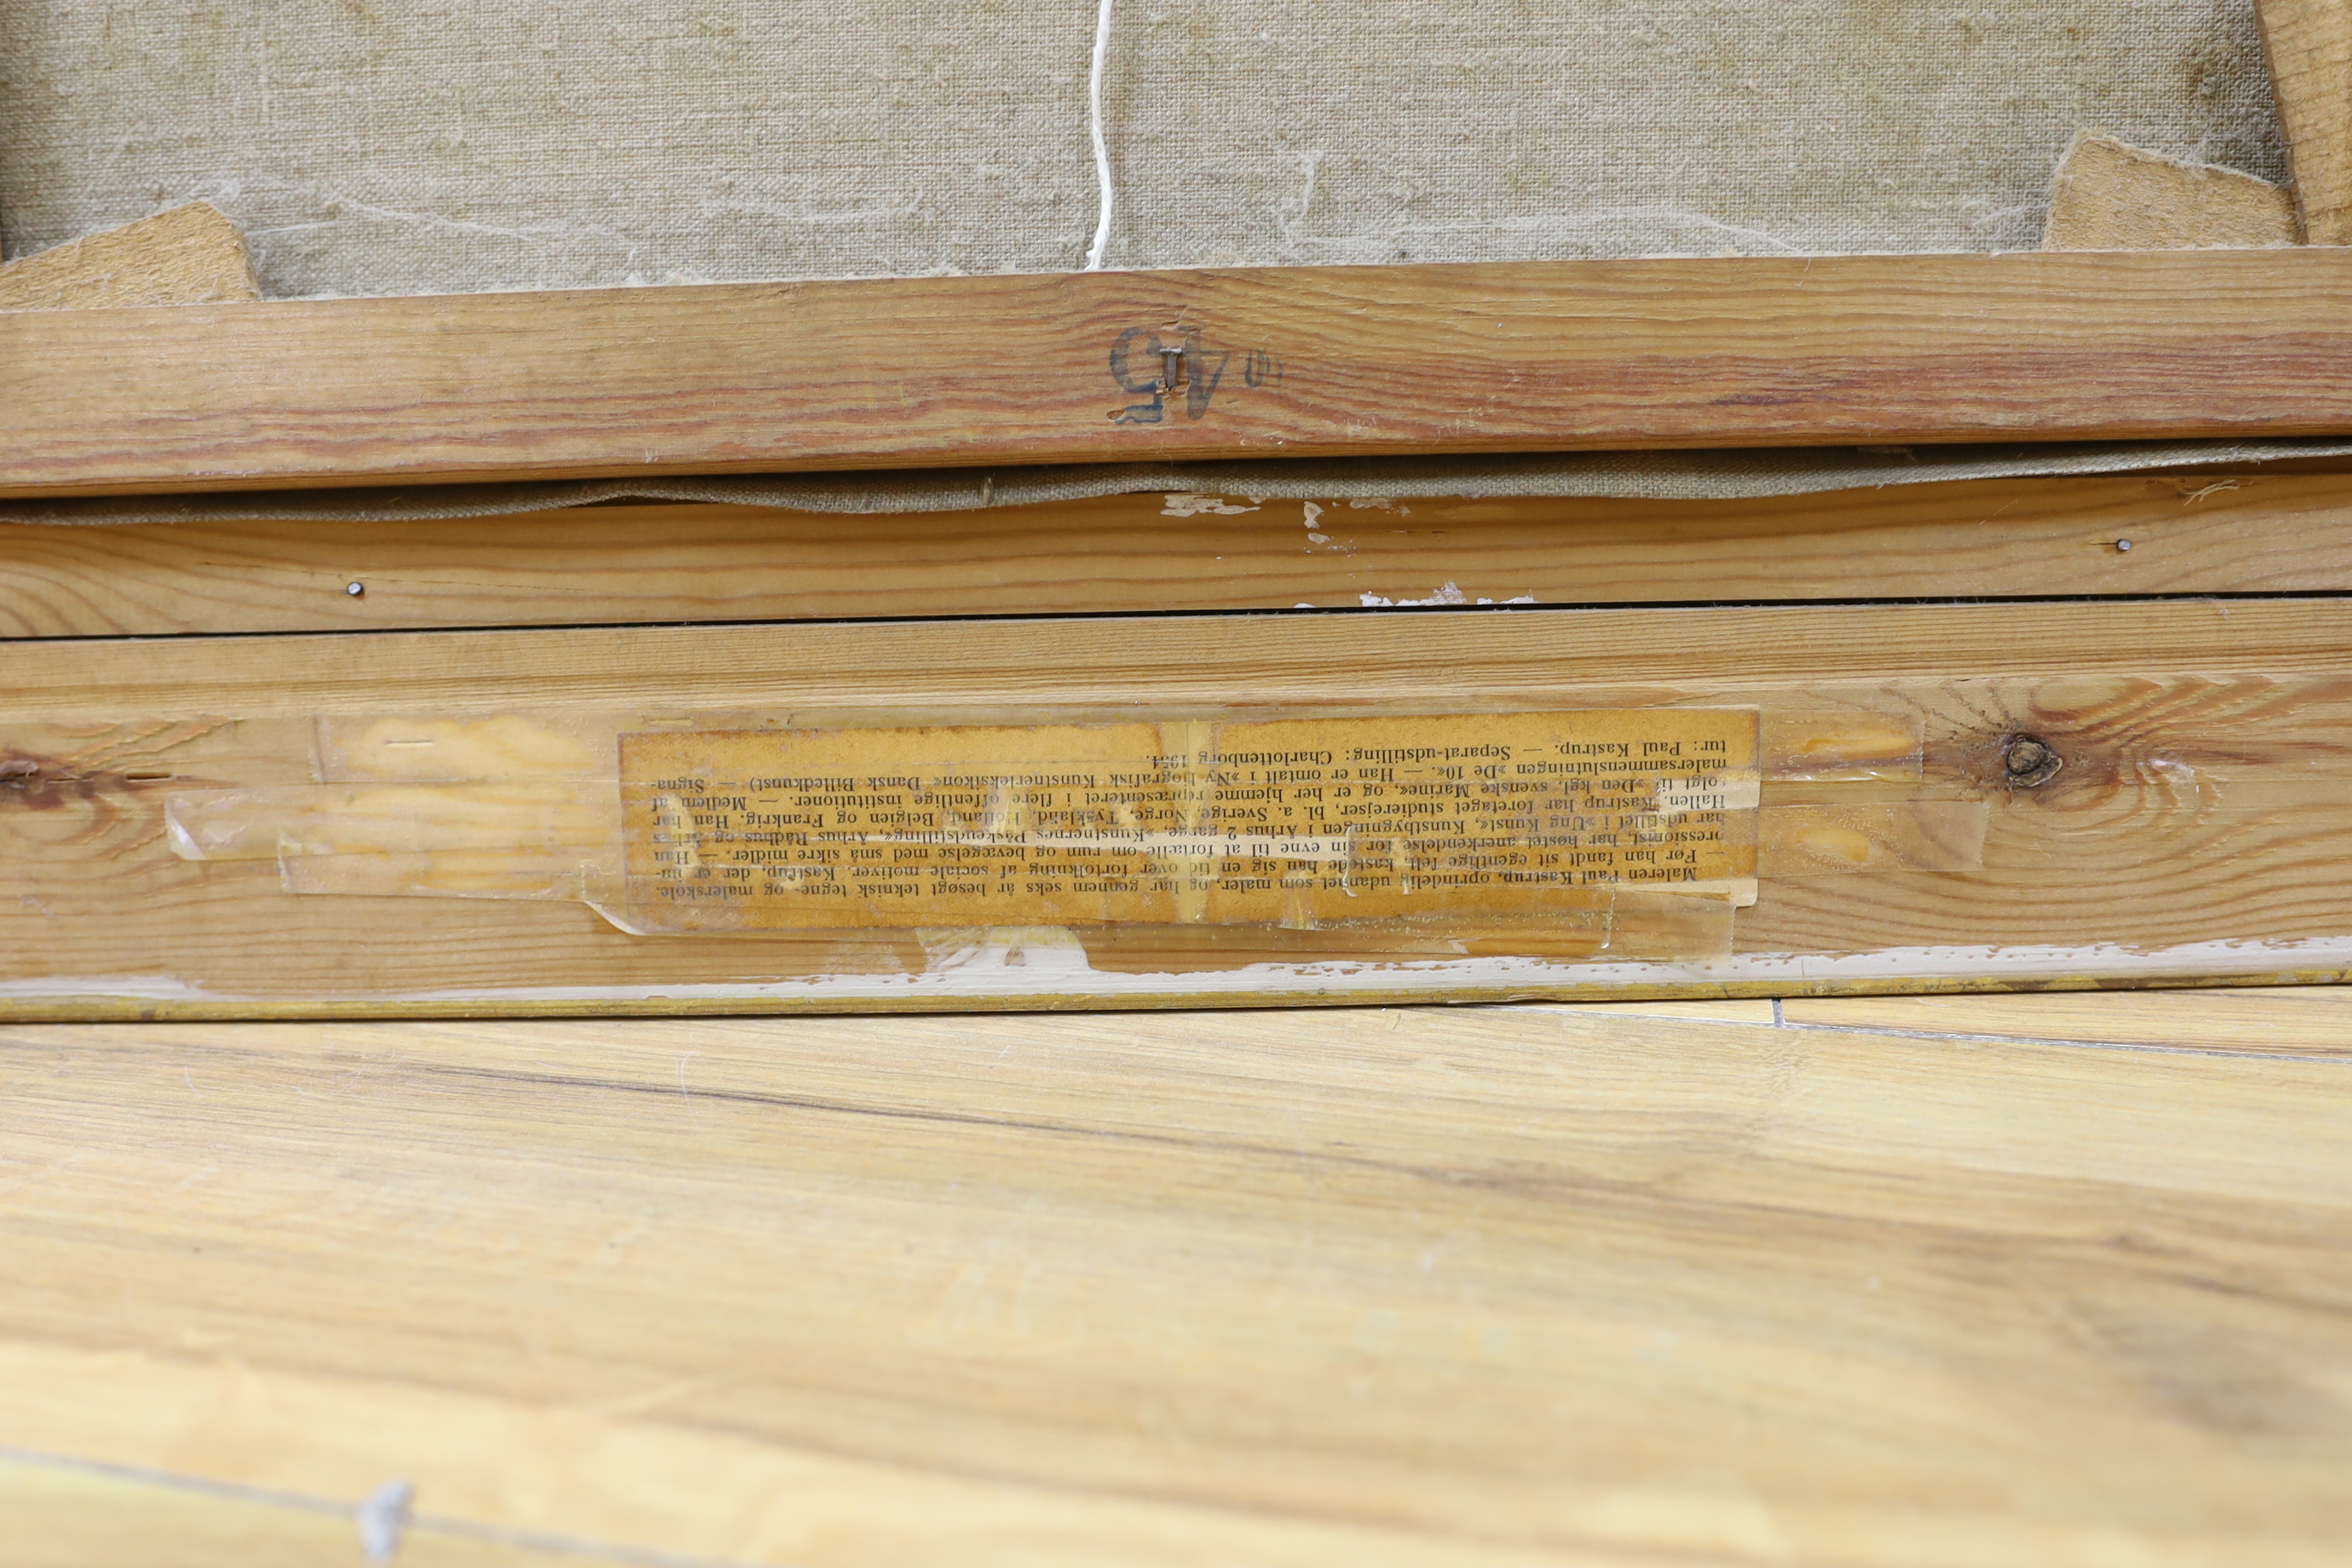 Maleren Paul Kastrup, oprindelig udannet som maler, og har gennem seks år besøgt teknisk tegne- og malerskole.
Før han fandt sit egentlige felt, kastede han sig en tid over fortolkning af sociale motiver. Kastrup, der er im-
pressionist, har høstet anerkendelse for sin evne til at fortælle om rum og bevægelse med små sikre midler. — Han
har udstillet i »Ung Kunst«, Kunstbygningen i Århus 2 gange, »Kunstnernes Påskeudstilling«, Århus Rådhus og Århus
Hallen. Kastrup har foretaget studierejser, bl. a. Sverige, Norge, Tyskland, Holland, Belgien og Frankrig. Han har
solgt til »Den kgl. svenske Marine«, og er her hjemme repræsenteret i flere offentlige institutioner. — Medlem af
malersammenslutningen »De 10«. — Han er omtalt i »Ny biografisk Kunstnerleksikon« Dansk Billedkunst) — Signa-
tur: Paul Kastrup. — Separat-udstilling: Charlottenborg 1954.
45